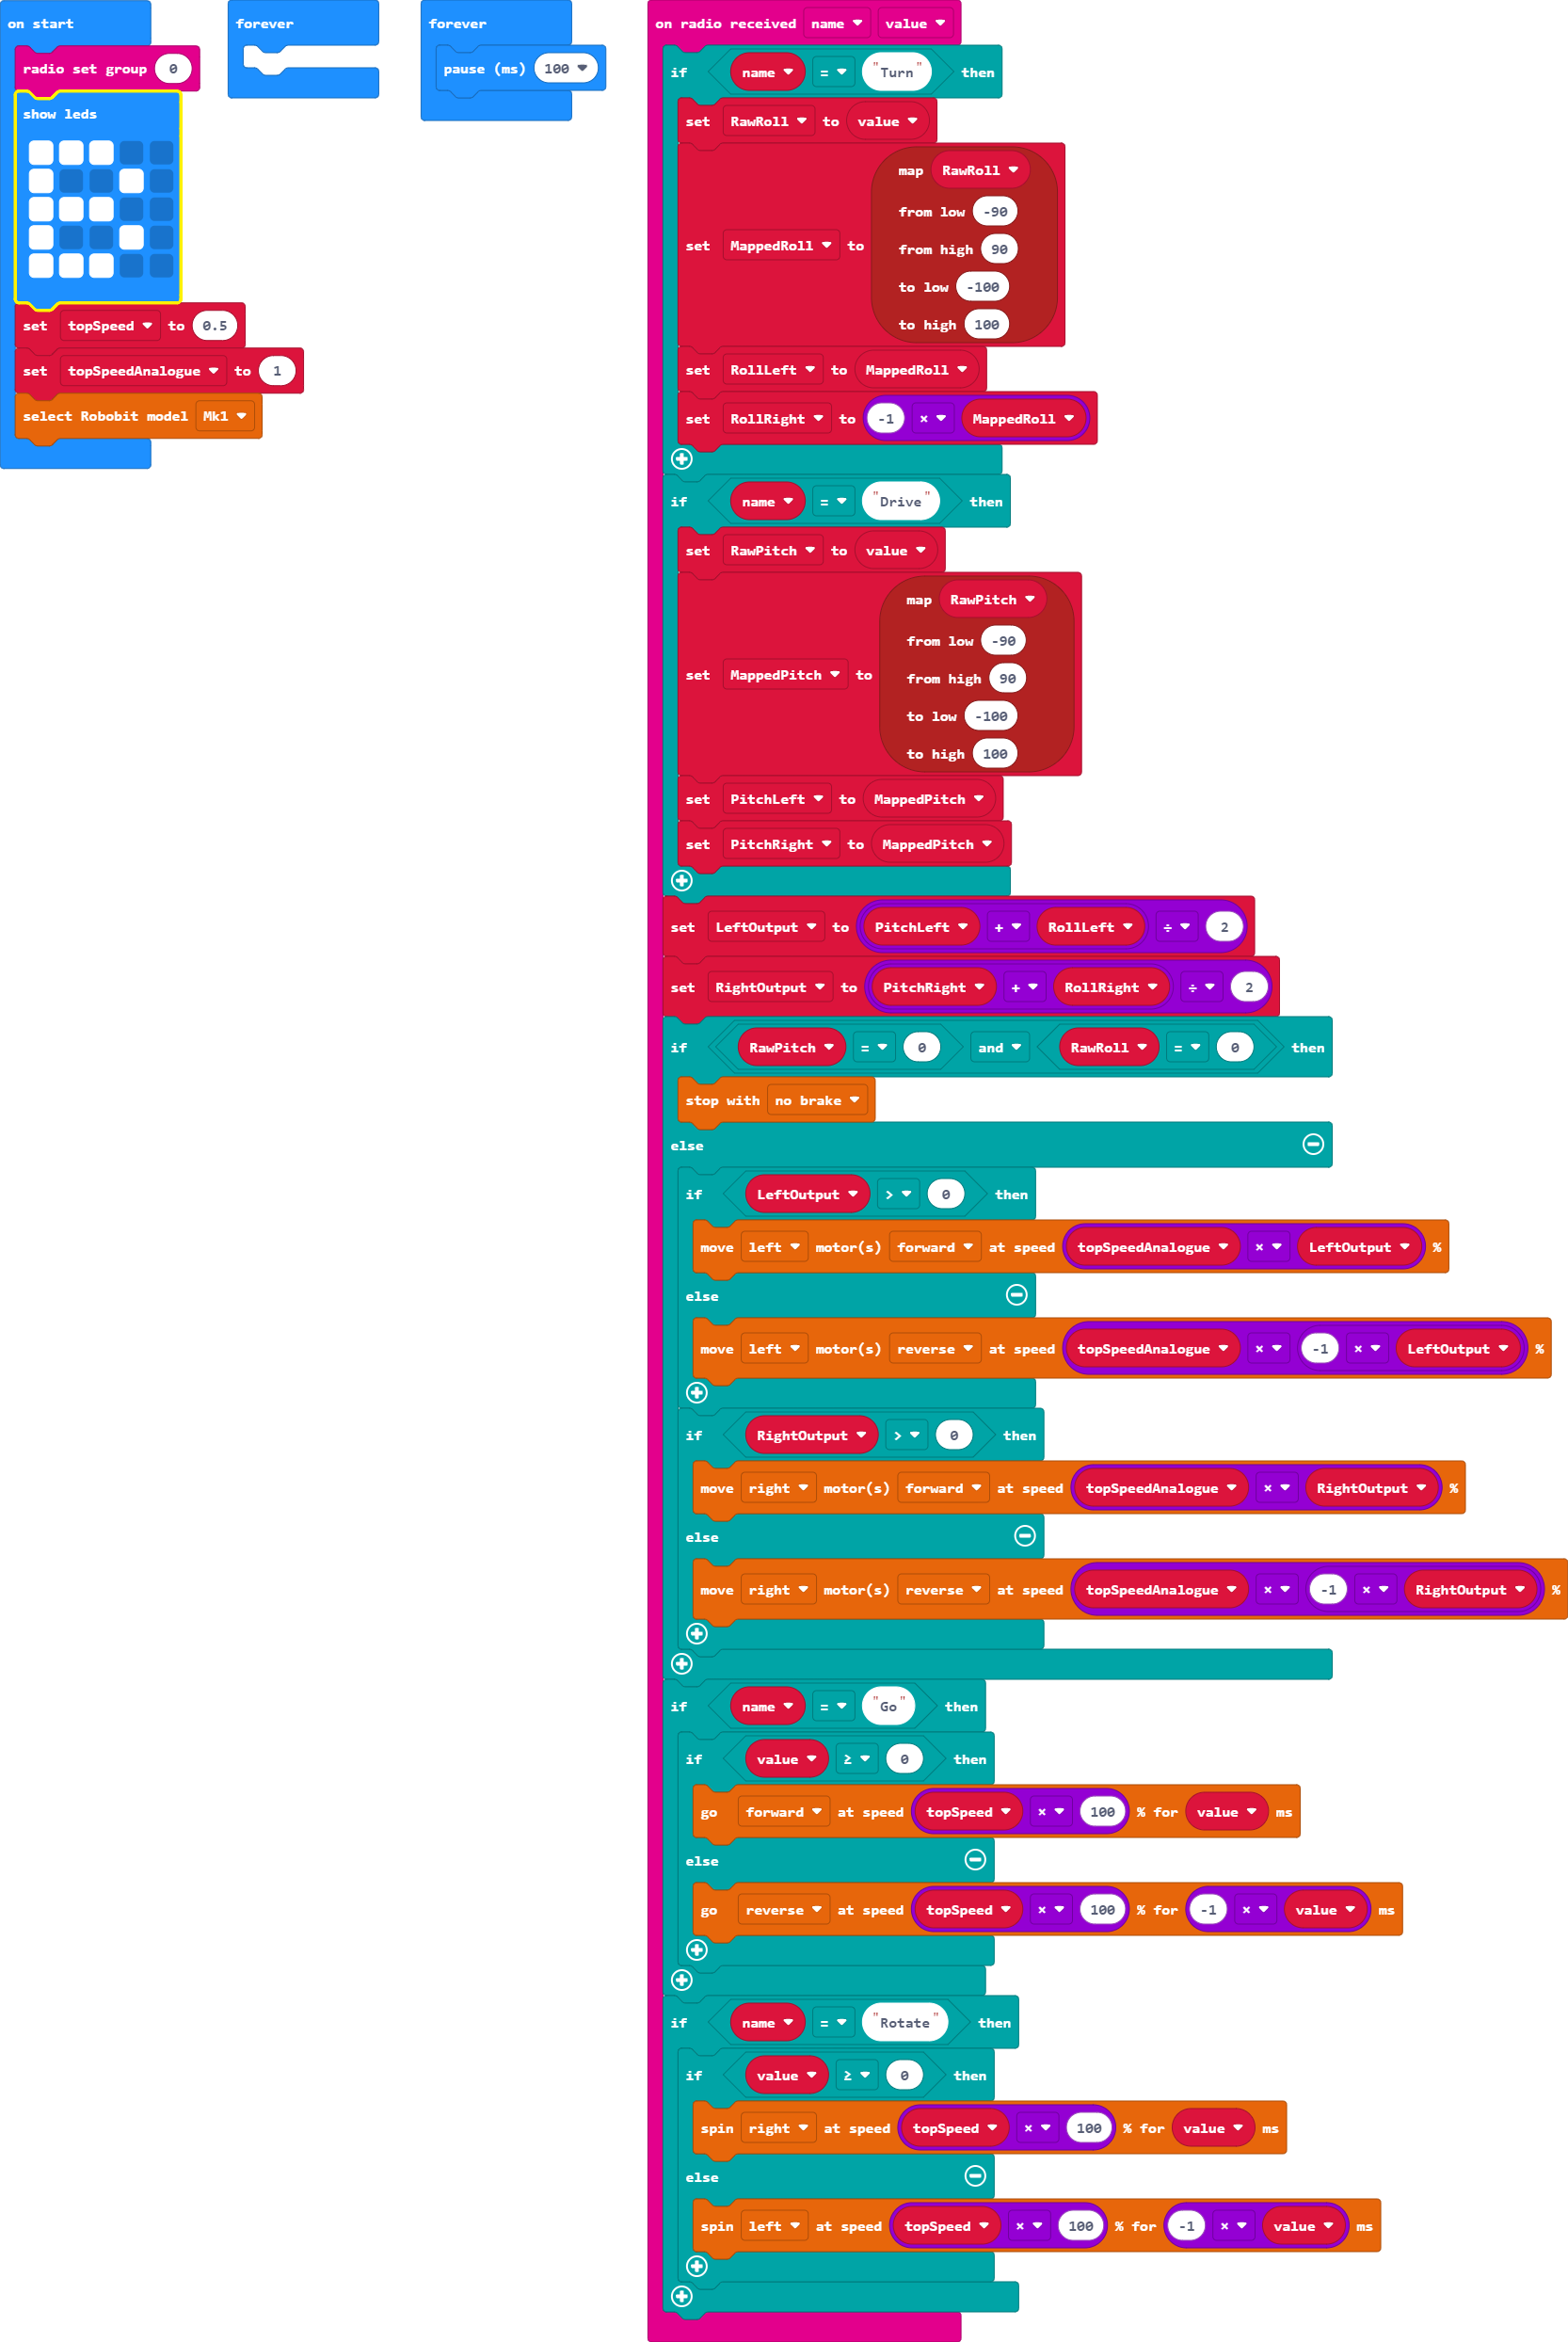 on start
radio set group 0
show leds
set topSpeed to 0.5
set topSpeedAnalogue to 1
select Robobit model Mk1
forever
forever
pause (ms) 100
on radio received name value
if name = "Turn" then
set RawRoll to value
set MappedRoll to
map RawRoll
from low -90
from high 90
to low -100
to high 100
set RollLeft to MappedRoll
set RollRight to -1 × MappedRoll
if name = "Drive" then
set RawPitch to value
set MappedPitch to
map RawPitch
from low -90
from high 90
to low -100
to high 100
set PitchLeft to MappedPitch
set PitchRight to MappedPitch
set LeftOutput to PitchLeft + RollLeft ÷ 2
set RightOutput to PitchRight + RollRight ÷ 2
if RawPitch = 0 and RawRoll = 0 then
stop with no brake
else
if LeftOutput > 0 then
move left motor(s) forward at speed topSpeedAnalogue × LeftOutput %
else
move left motor(s) reverse at speed topSpeedAnalogue × -1 × LeftOutput %
if RightOutput > 0 then
move right motor(s) forward at speed topSpeedAnalogue × RightOutput %
else
move right motor(s) reverse at speed topSpeedAnalogue × -1 × RightOutput %
if name = "Go" then
if value ≥ 0 then
go forward at speed topSpeed × 100 % for value ms
else
go reverse at speed topSpeed × 100 % for -1 × value ms
if name = "Rotate" then
if value ≥ 0 then
spin right at speed topSpeed × 100 % for value ms
else
spin left at speed topSpeed × 100 % for -1 × value ms